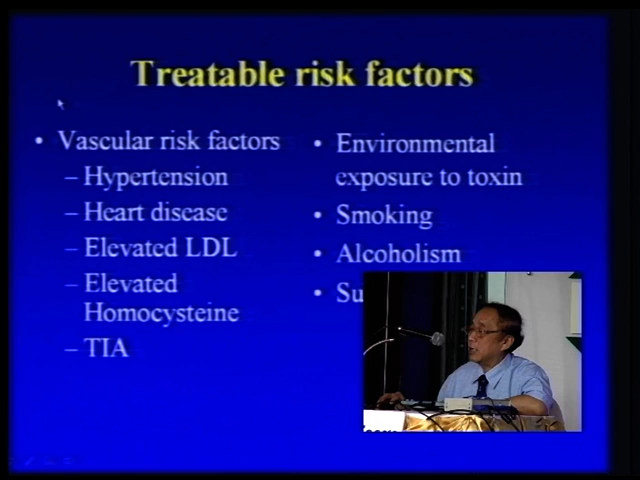 Treatable risk factors
• Vascular risk factors
– Hypertension
– Heart disease
– Elevated LDL
– Elevated
Homocysteine
– TIA
• Environmental
exposure to toxin
• Smoking
• Alcoholism
• Su